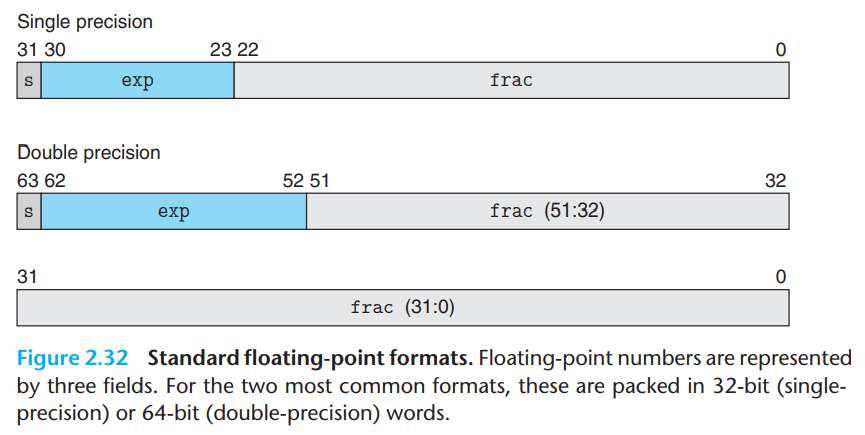 Single precision
31 30 23 22 0
s exp frac
Double precision
63 62 52 51 32
s exp frac (51:32)
31 0
frac (31:0)
Figure 2.32 Standard floating-point formats. Floating-point numbers are represented
by three fields. For the two most common formats, these are packed in 32-bit (single-
precision) or 64-bit (double-precision) words.